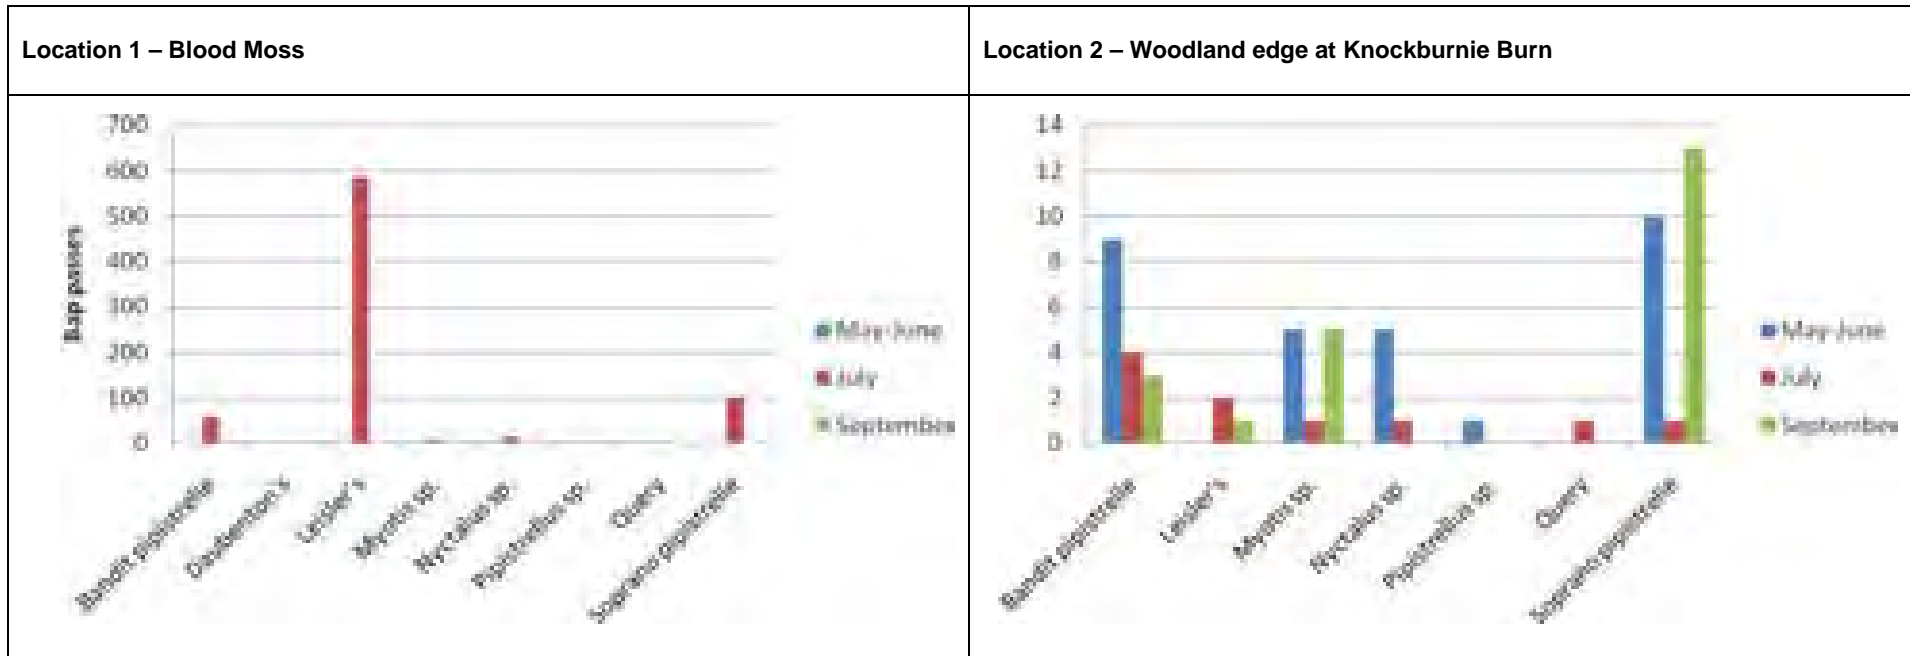 Location 1 – Blood Moss
Location 2 – Woodland edge at Knockburnie Burn
700
600
500
400
300
200
100
0
Bap passes
Bandit pipistrelle
Daubenton's
Leisler's
Myotis sp.
Nyctalus sp.
Pipistrellus sp.
Query
Soprano pipistrelle
May-June
July
September
14
12
10
8
6
4
2
0
Bandit pipistrelle
Leisler's
Myotis sp.
Nyctalus sp.
Pipistrellus sp.
Query
Soprano pipistrelle
May-June
July
September